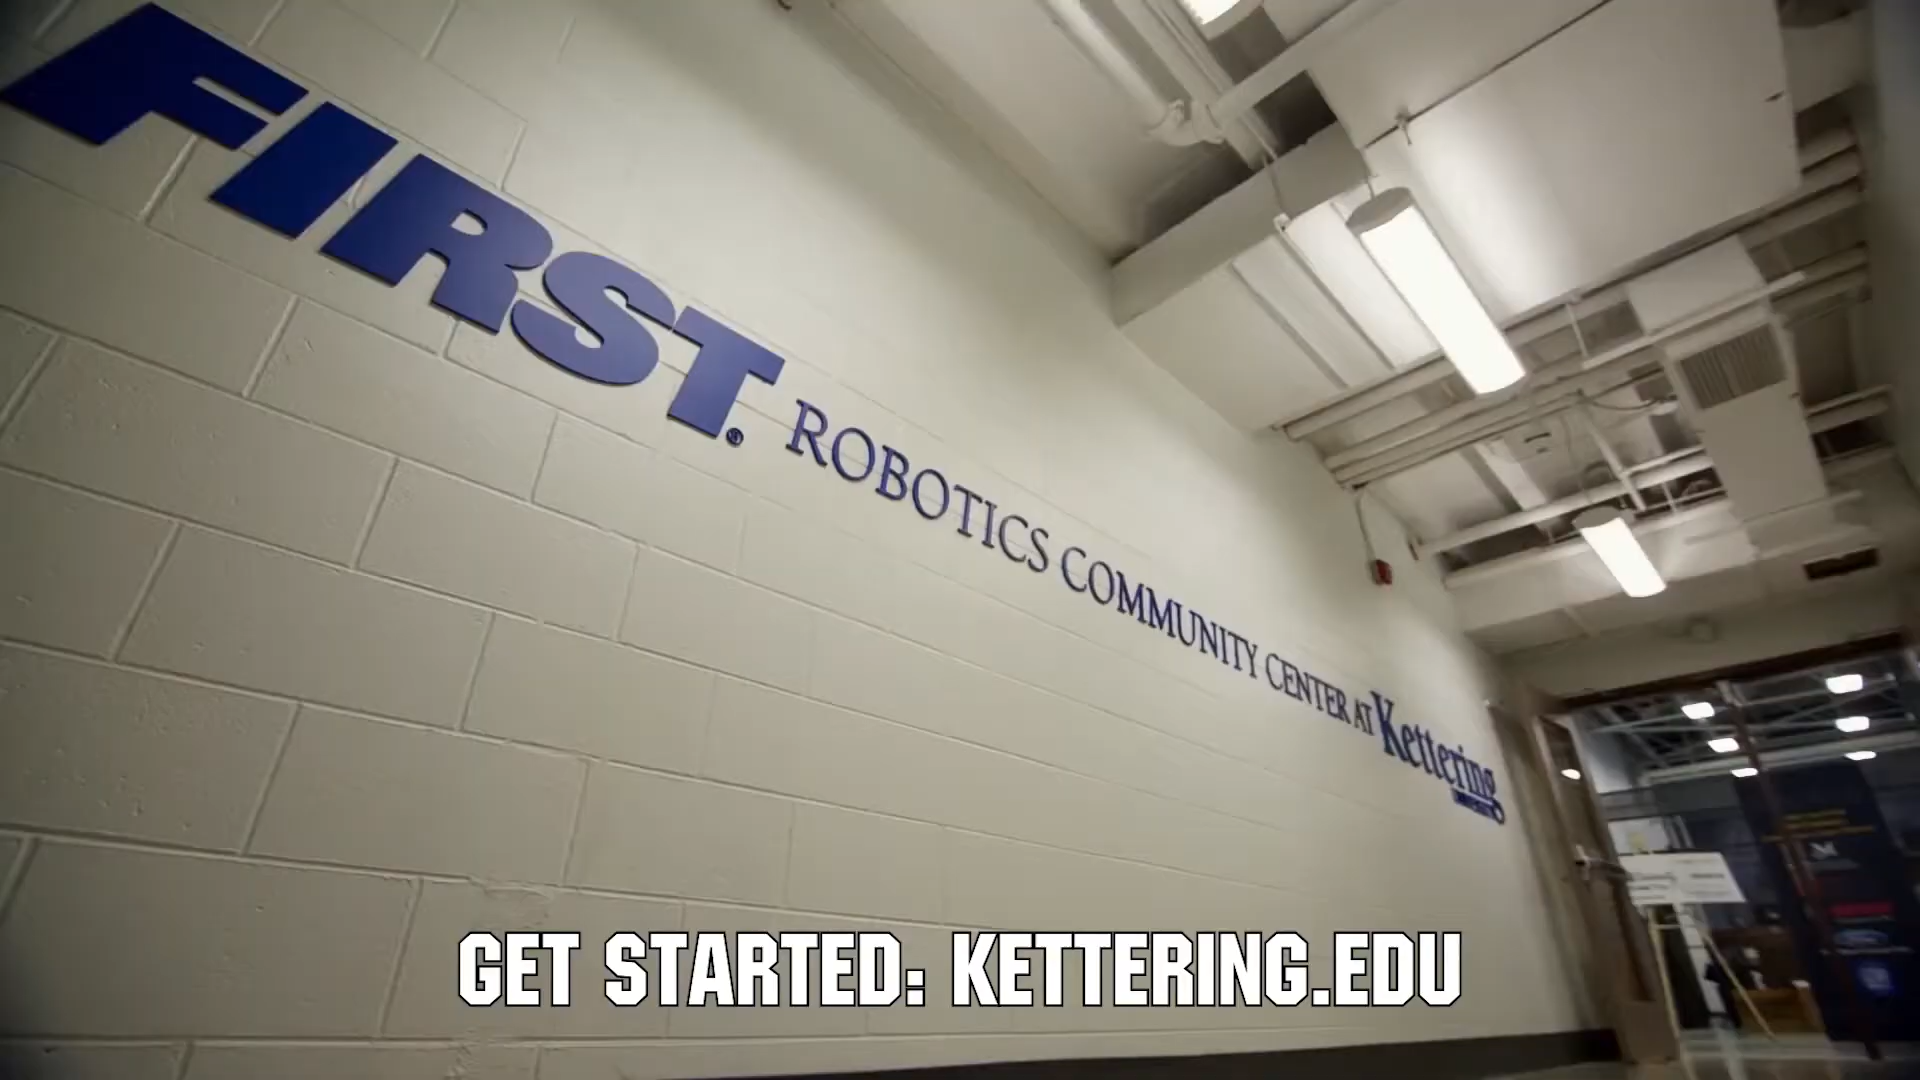 FIRST® ROBOTICS COMMUNITY CENTER AT Kettering
GET STARTED: KETTERING.EDU